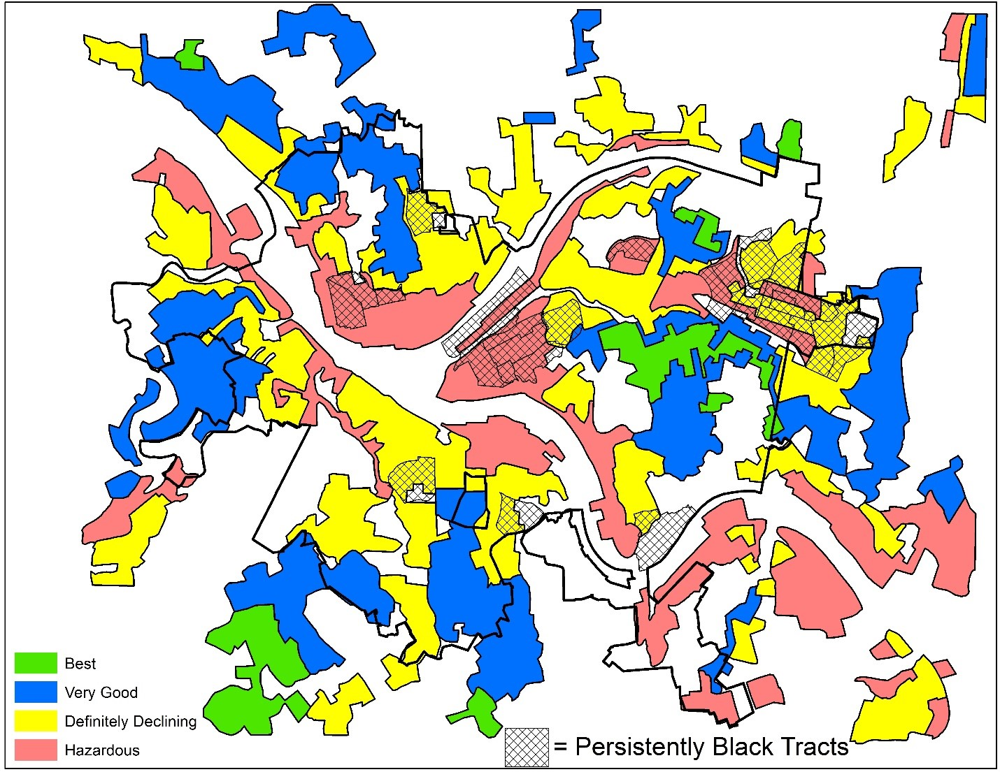 Best
Very Good
Definitely Declining
Hazardous
= Persistently Black Tracts